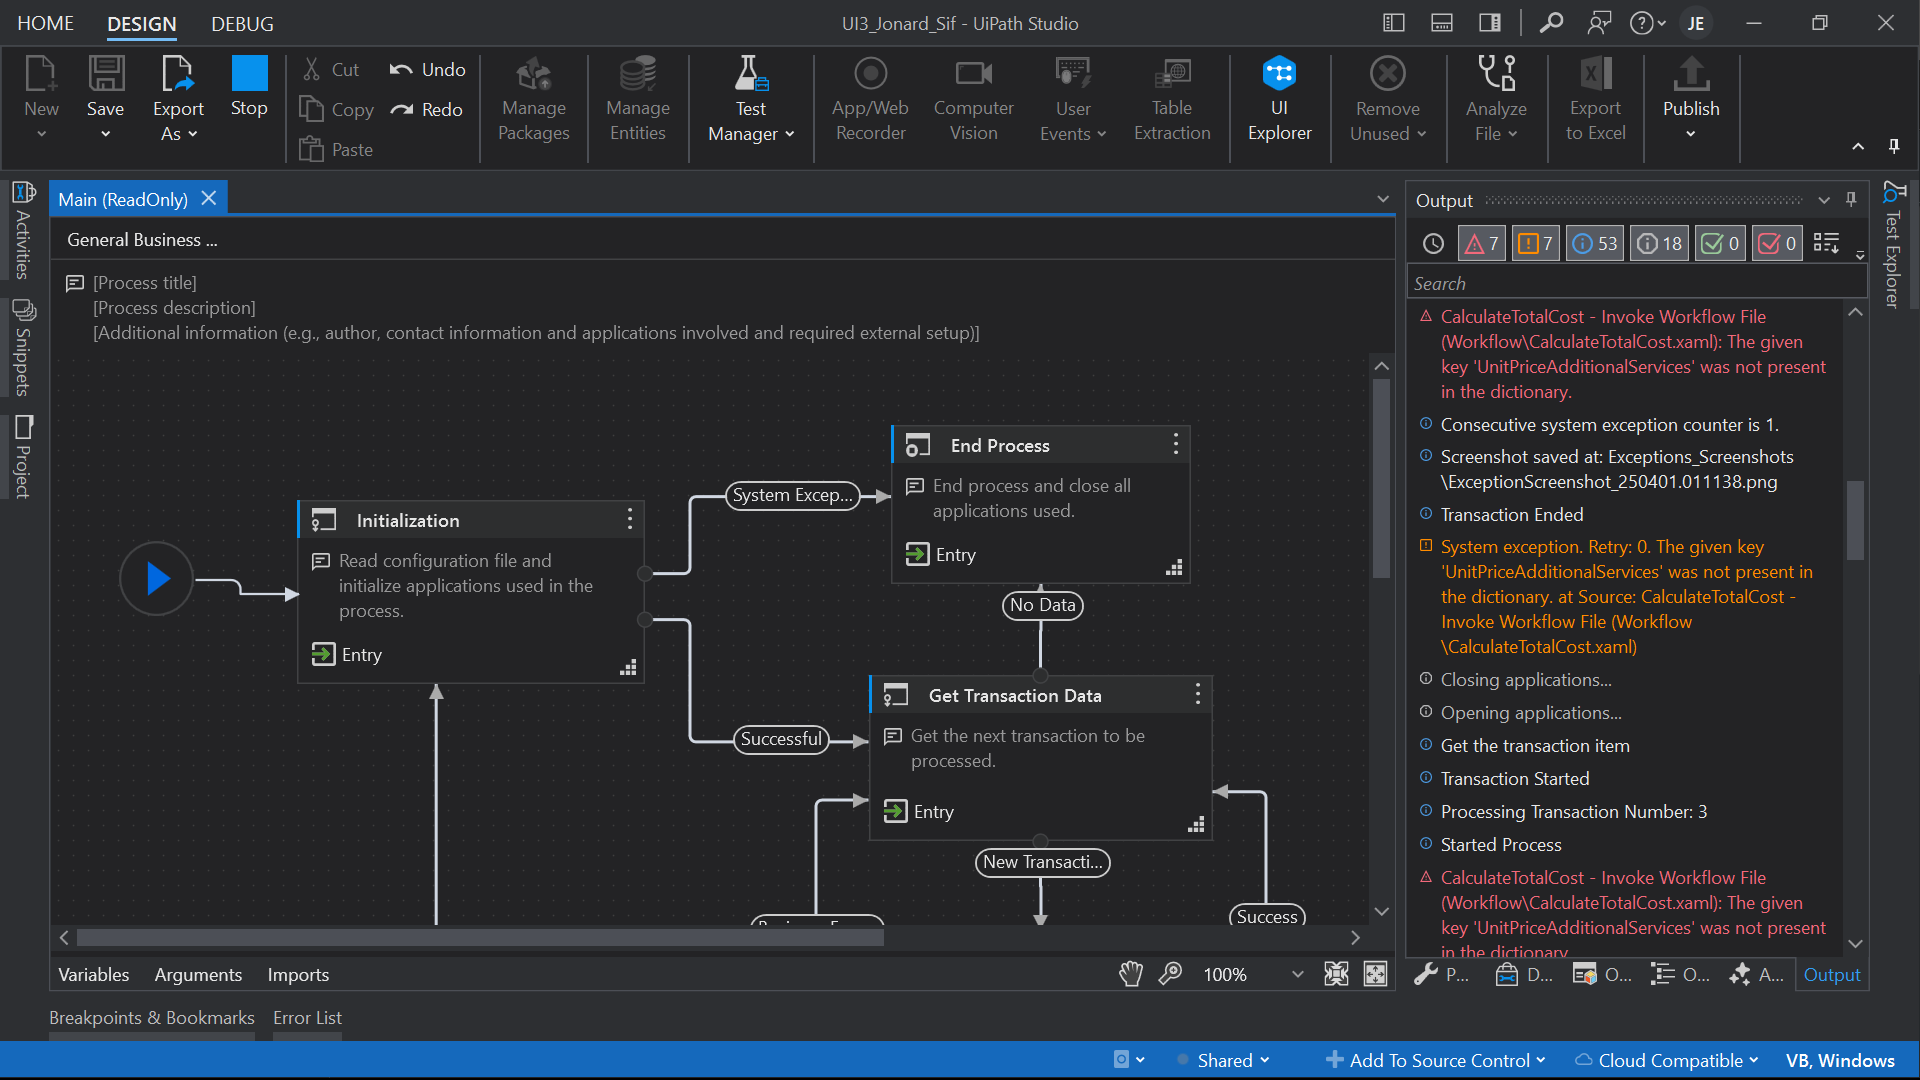 HOME DESIGN DEBUG
UI3_Jonard_Sif - UiPath Studio
JE
New
Save
Export As
Stop
Cut
Copy
Paste
Undo
Redo
Manage Packages
Manage Entities
Test Manager
App/Web Recorder
Computer Vision
User Events
Table Extraction
UI Explorer
Remove Unused
Analyze File
Export to Excel
Publish
Activities
Snippets
Project
Main (ReadOnly)
General Business ...
[Process title]
[Process description]
[Additional information (e.g., author, contact information and applications involved and required external setup)]
Initialization
Read configuration file and
initialize applications used in the
process.
Entry
System Excep...
Successful
End Process
End process and close all
applications used.
Entry
No Data
Get Transaction Data
Get the next transaction to be
processed.
Entry
New Transacti...
Success
Variables Arguments Imports
100%
Output
7 7 53 18 0 0
Search
CalculateTotalCost - Invoke Workflow File
(Workflow\CalculateTotalCost.xaml): The given
key 'UnitPriceAdditionalServices' was not present
in the dictionary.
Consecutive system exception counter is 1.
Screenshot saved at: Exceptions_Screenshots
\ExceptionScreenshot_250401.011138.png
Transaction Ended
System exception. Retry: 0. The given key
'UnitPriceAdditionalServices' was not present in
the dictionary. at Source: CalculateTotalCost -
Invoke Workflow File (Workflow
\CalculateTotalCost.xaml)
Closing applications...
Opening applications...
Get the transaction item
Transaction Started
Processing Transaction Number: 3
Started Process
CalculateTotalCost - Invoke Workflow File
(Workflow\CalculateTotalCost.xaml): The given
key 'UnitPriceAdditionalServices' was not present
in the dictionary
P... D... O... O... A... Output
Test Explorer
Breakpoints & Bookmarks Error List
Shared Add To Source Control Cloud Compatible VB, Windows